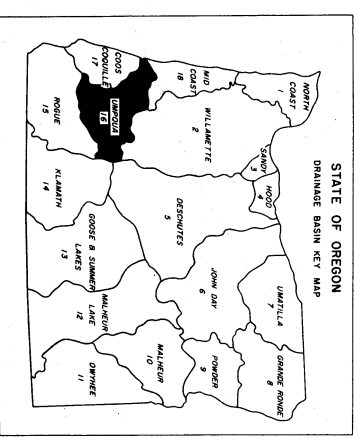 STATE OF OREGON
DRAINAGE BASIN KEY MAP
NORTH
COAST
1
SANDY
3
HOOD
4
UMATILLA
7
GRANDE RONDE
8
MID
COAST
18
WILLAMETTE
2
DESCHUTES
5
JOHN DAY
6
POWDER
9
COOS
COQUILLE
17
UMPQUA
16
MALHEUR
10
ROGUE
15
KLAMATH
14
GOOSE & SUMMER
LAKES
13
MALHEUR
LAKE
12
OWYHEE
11